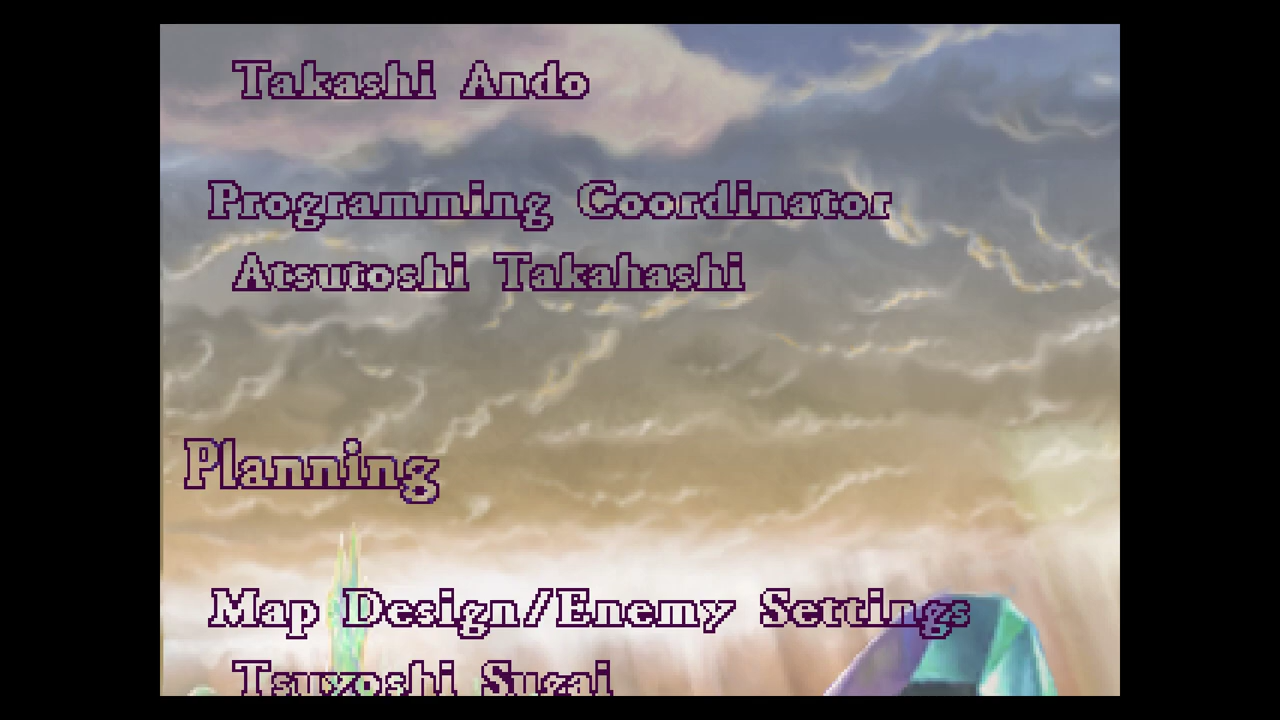 Takashi Ando
Programming Coordinator
Atsutoshi Takahashi
Planning
Map Design/Enemy Settings
Tsuyoshi Sugai